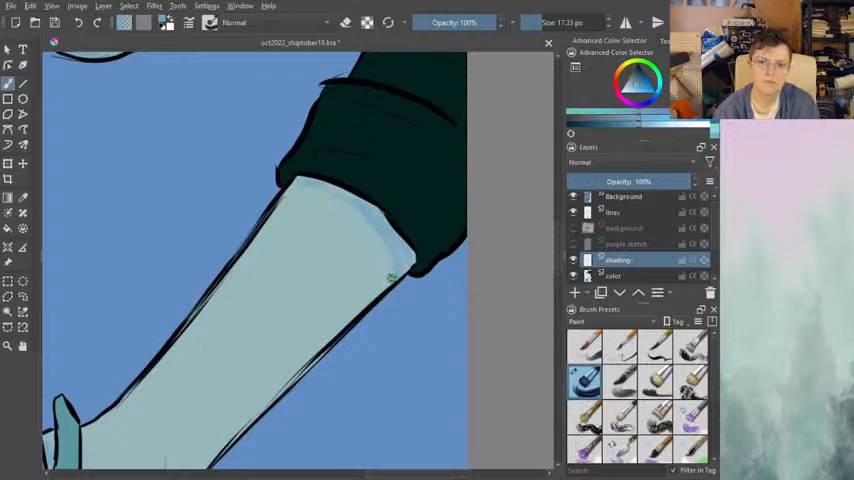 File Edit View Image Layer Select Filter Tools Settings Window Help
Normal
Opacity: 100%
Size: 17.33 px
oct2022_shiptober19.kra *
Advanced Color Selector
Advanced Color Selector
Layers
Normal
Opacity: 100%
Background
lines
background
purple sketch
shading
color
Brush Presets
Paint
Tag
Search
Filter in Tag